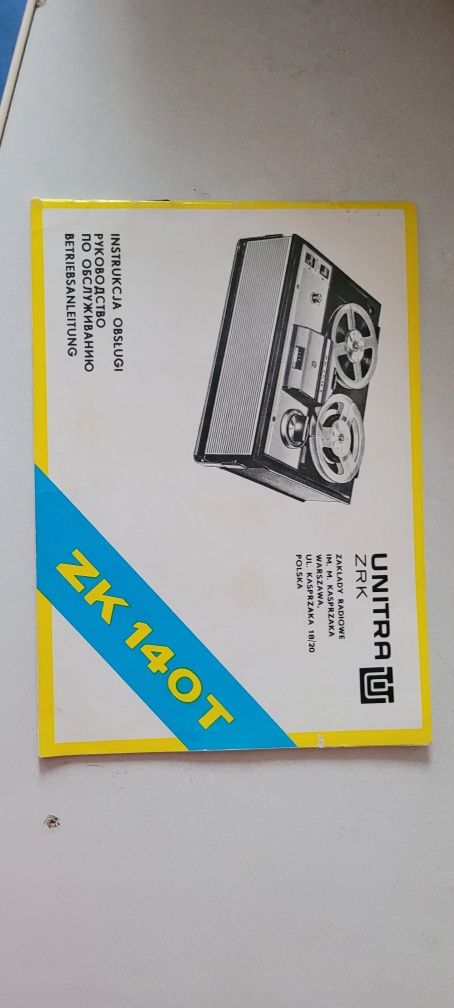 UNITRA
ZRK
ZAKŁADY RADIOWE
IM. M. KASPRZAKA
WARSZAWA,
UL. KASPRZAKA 18/20
POLSKA
INSTRUKCJA OBSŁUGI
РУКОВОДСТВО
ПО ОБСЛУЖИВАНИЮ
BETRIEBSANLEITUNG
ZK 140T